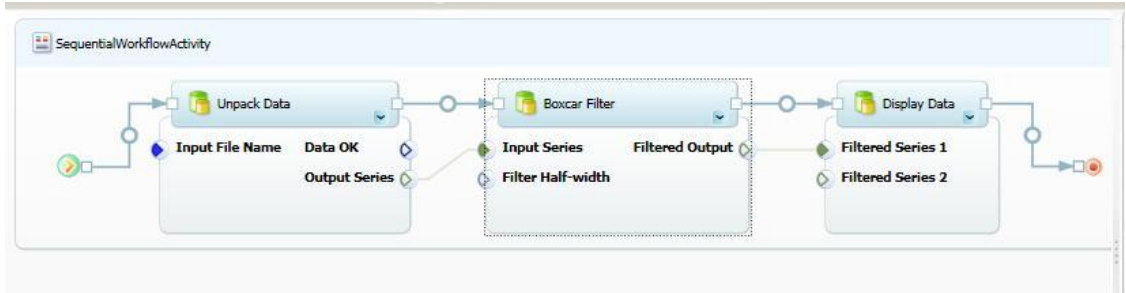 SequentialWorkflowActivity
Unpack Data
Boxcar Filter
Display Data
Input File Name
Data OK
Output Series
Input Series
Filtered Output
Filter Half-width
Filtered Series 1
Filtered Series 2